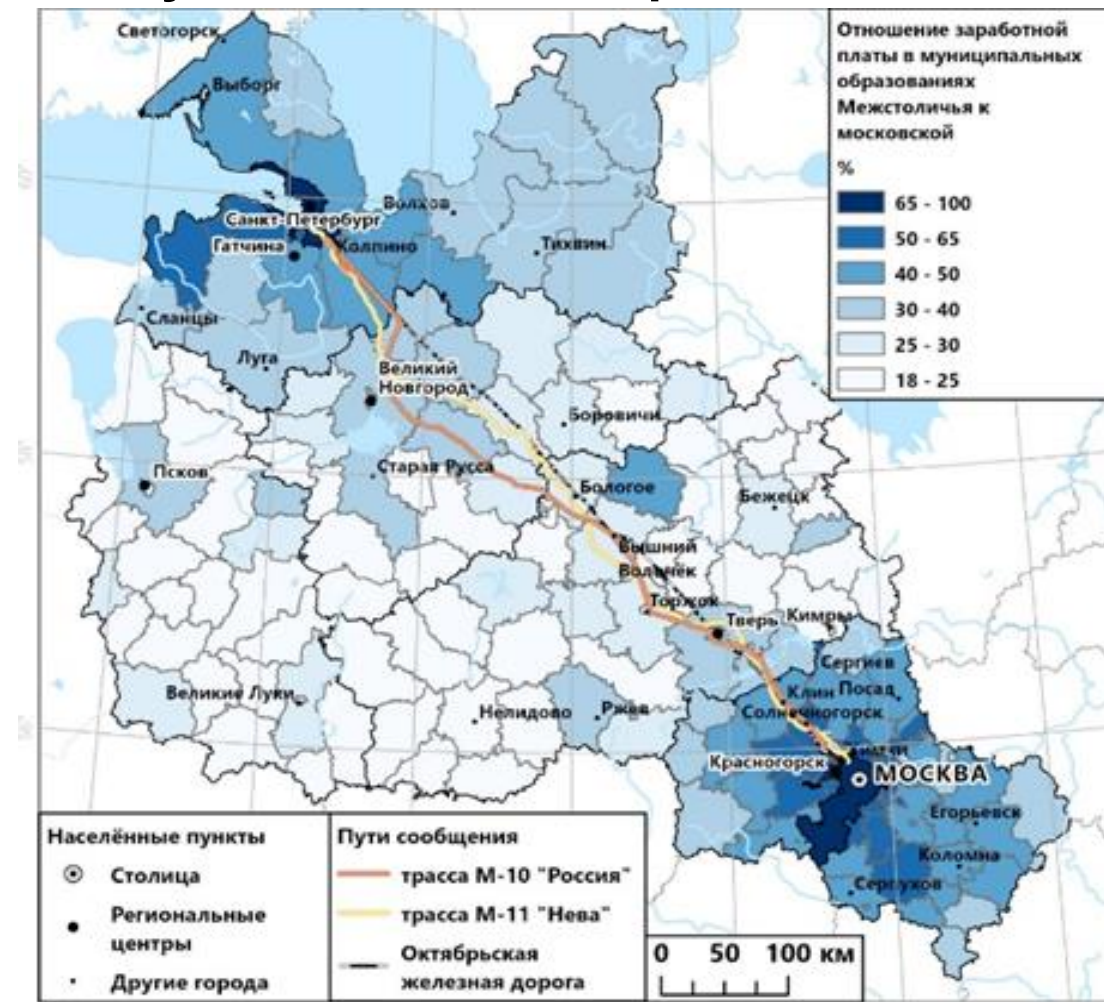 Отношение заработной
платы в муниципальных
образованиях
Межстоличья к
московской
%
65 - 100
50 - 65
40 - 50
30 - 40
25 - 30
18 - 25
Светогорск
Выборг
Волхов
Санкт-Петербург
Гатчина
Колпино
Тихвин
Сланцы
Луга
Великий
Новгород
Боровичи
Псков
Старая Русса
Бологое
Бежецк
Вышний
Волочёк
Торжок
Тверь
Кимры
Сергиев
Посад
Великие Луки
Клин
Нелидово
Ржев
Солнечногорск
Красногорск
МОСКВА
Егорьевск
Коломна
Серпухов
Населённые пункты
Столица
Региональные
центры
Другие города
Пути сообщения
трасса М-10 "Россия"
трасса М-11 "Нева"
Октябрьская
железная дорога
0 50 100 км